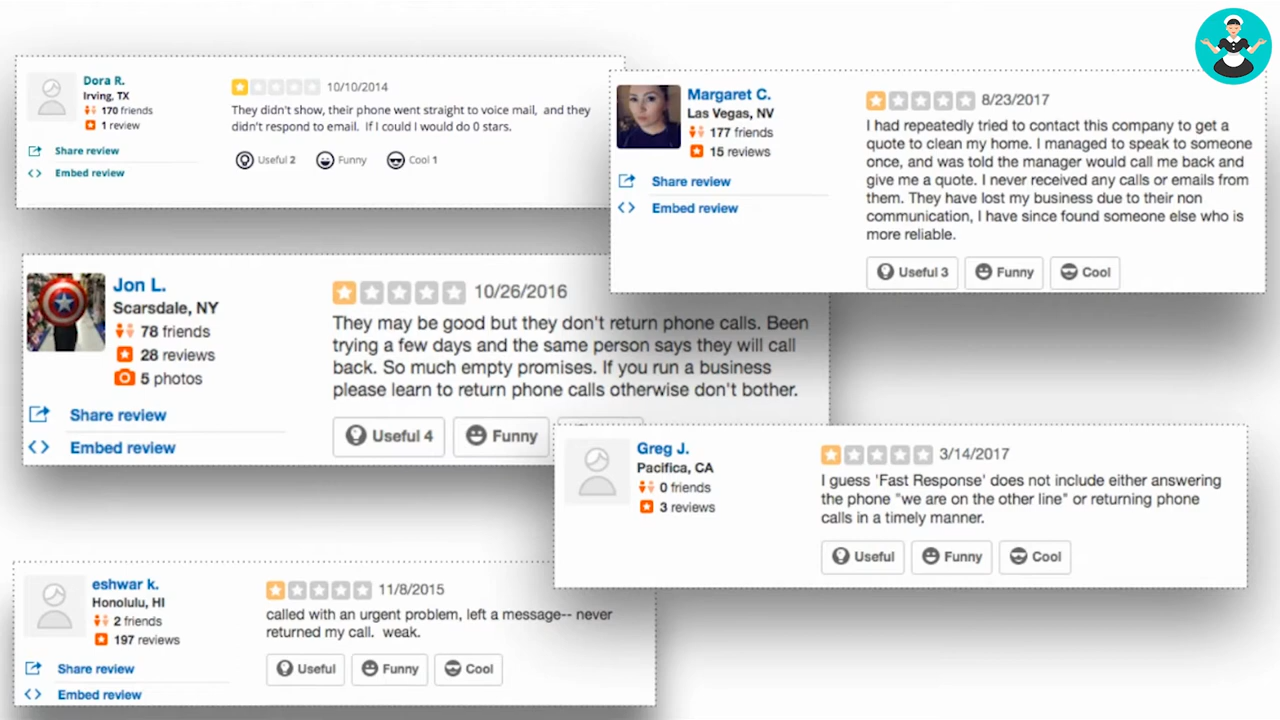 Dora R.
Irving, TX
170 friends
1 review
Share review
Embed review
10/10/2014
They didn't show, their phone went straight to voice mail, and they
didn't respond to email. If I could I would do 0 stars.
Useful 2
Funny
Cool 1
Margaret C.
Las Vegas, NV
177 friends
15 reviews
Share review
Embed review
8/23/2017
I had repeatedly tried to contact this company to get a
quote to clean my home. I managed to speak to someone
once, and was told the manager would call me back and
give me a quote. I never received any calls or emails from
them. They have lost my business due to their non
communication, I have since found someone else who is
more reliable.
Useful 3
Funny
Cool
Jon L.
Scarsdale, NY
78 friends
28 reviews
5 photos
Share review
Embed review
10/26/2016
They may be good but they don't return phone calls. Been
trying a few days and the same person says they will call
back. So much empty promises. If you run a business
please learn to return phone calls otherwise don't bother.
Useful 4
Funny
Greg J.
Pacifica, CA
0 friends
3 reviews
3/14/2017
I guess 'Fast Response' does not include either answering
the phone "we are on the other line" or returning phone
calls in a timely manner.
Useful
Funny
Cool
eshwar k.
Honolulu, HI
2 friends
197 reviews
Share review
Embed review
11/8/2015
called with an urgent problem, left a message-- never
returned my call. weak.
Useful
Funny
Cool